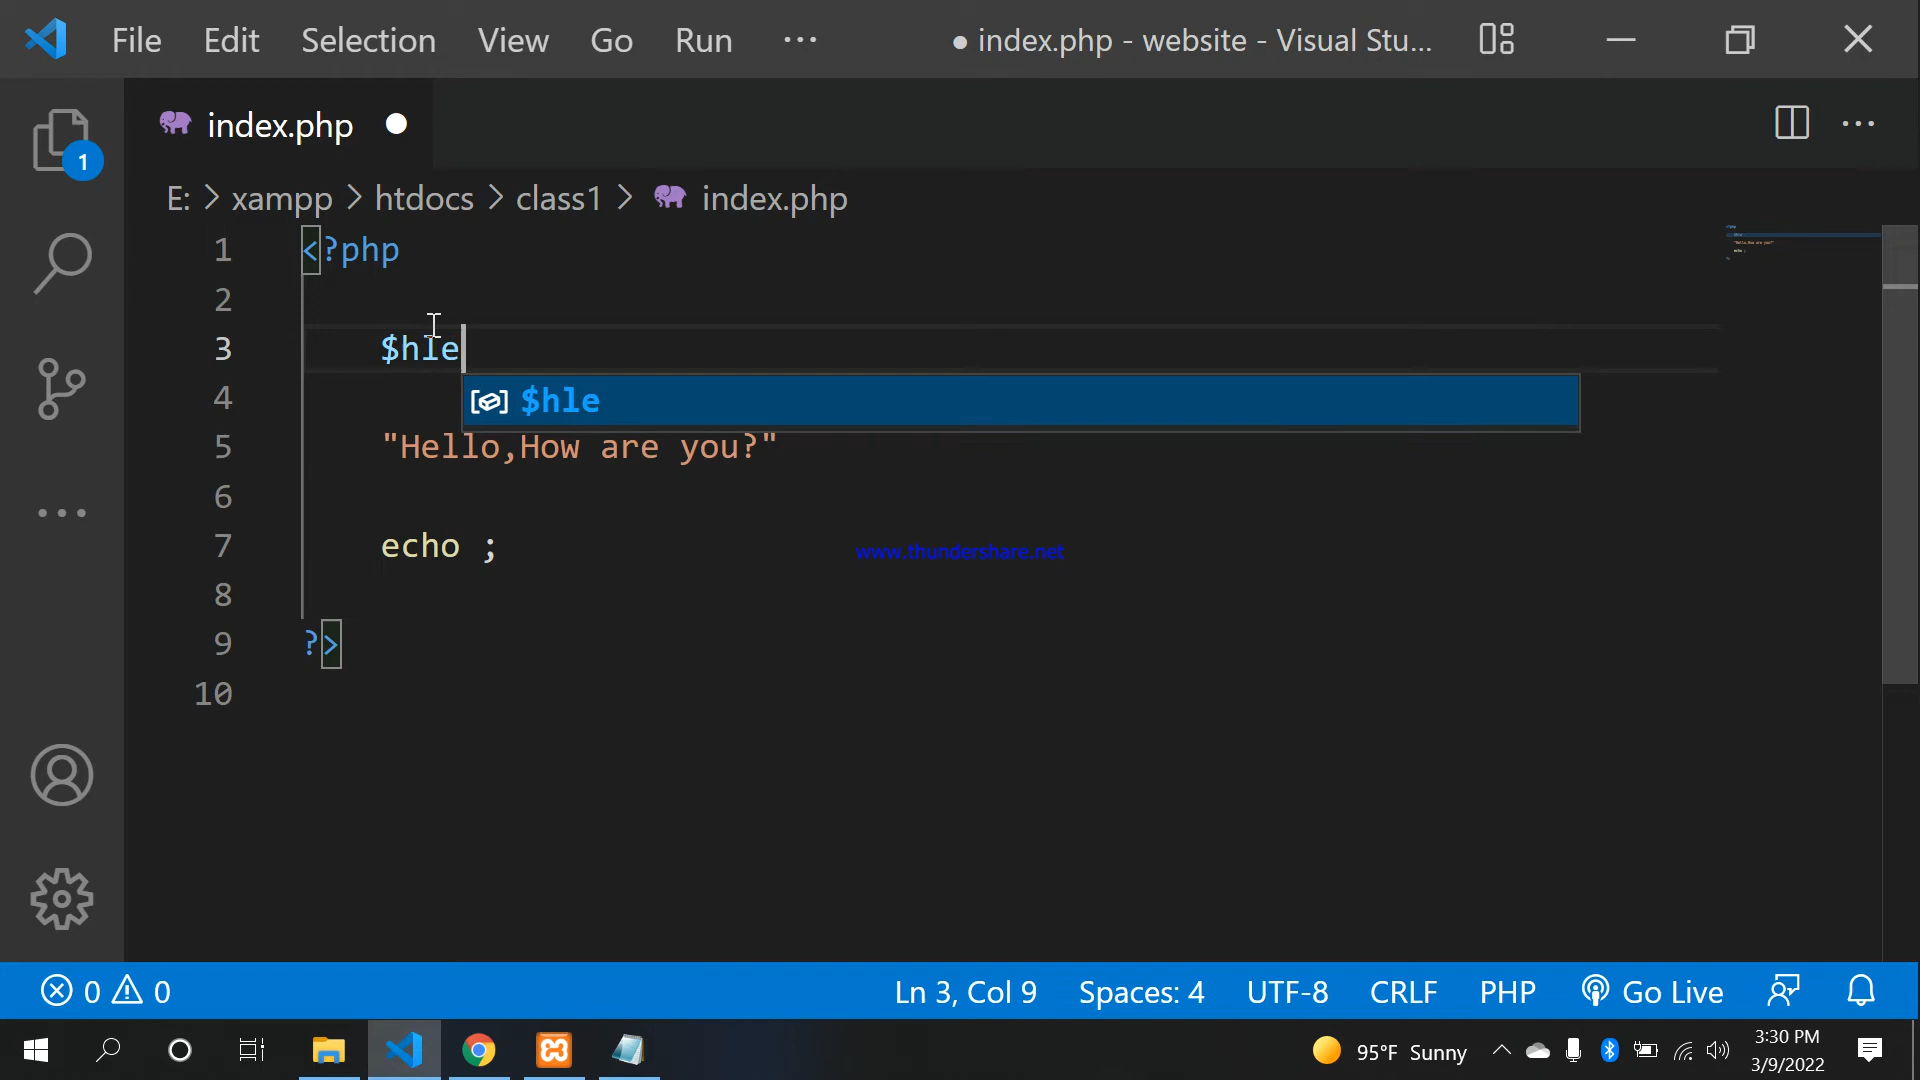 File Edit Selection View Go Run ··· ● index.php - website - Visual Stu...
index.php ●
1
E: > xampp > htdocs > class1 > index.php
1 <?php
2
3 $hle
$hle
4
5 "Hello,How are you?"
6
7 echo ;
www.thundershare.net
8
9 ?>
10
0 0 Ln 3, Col 9 Spaces: 4 UTF-8 CRLF PHP Go Live
95°F Sunny 3:30 PM
3/9/2022